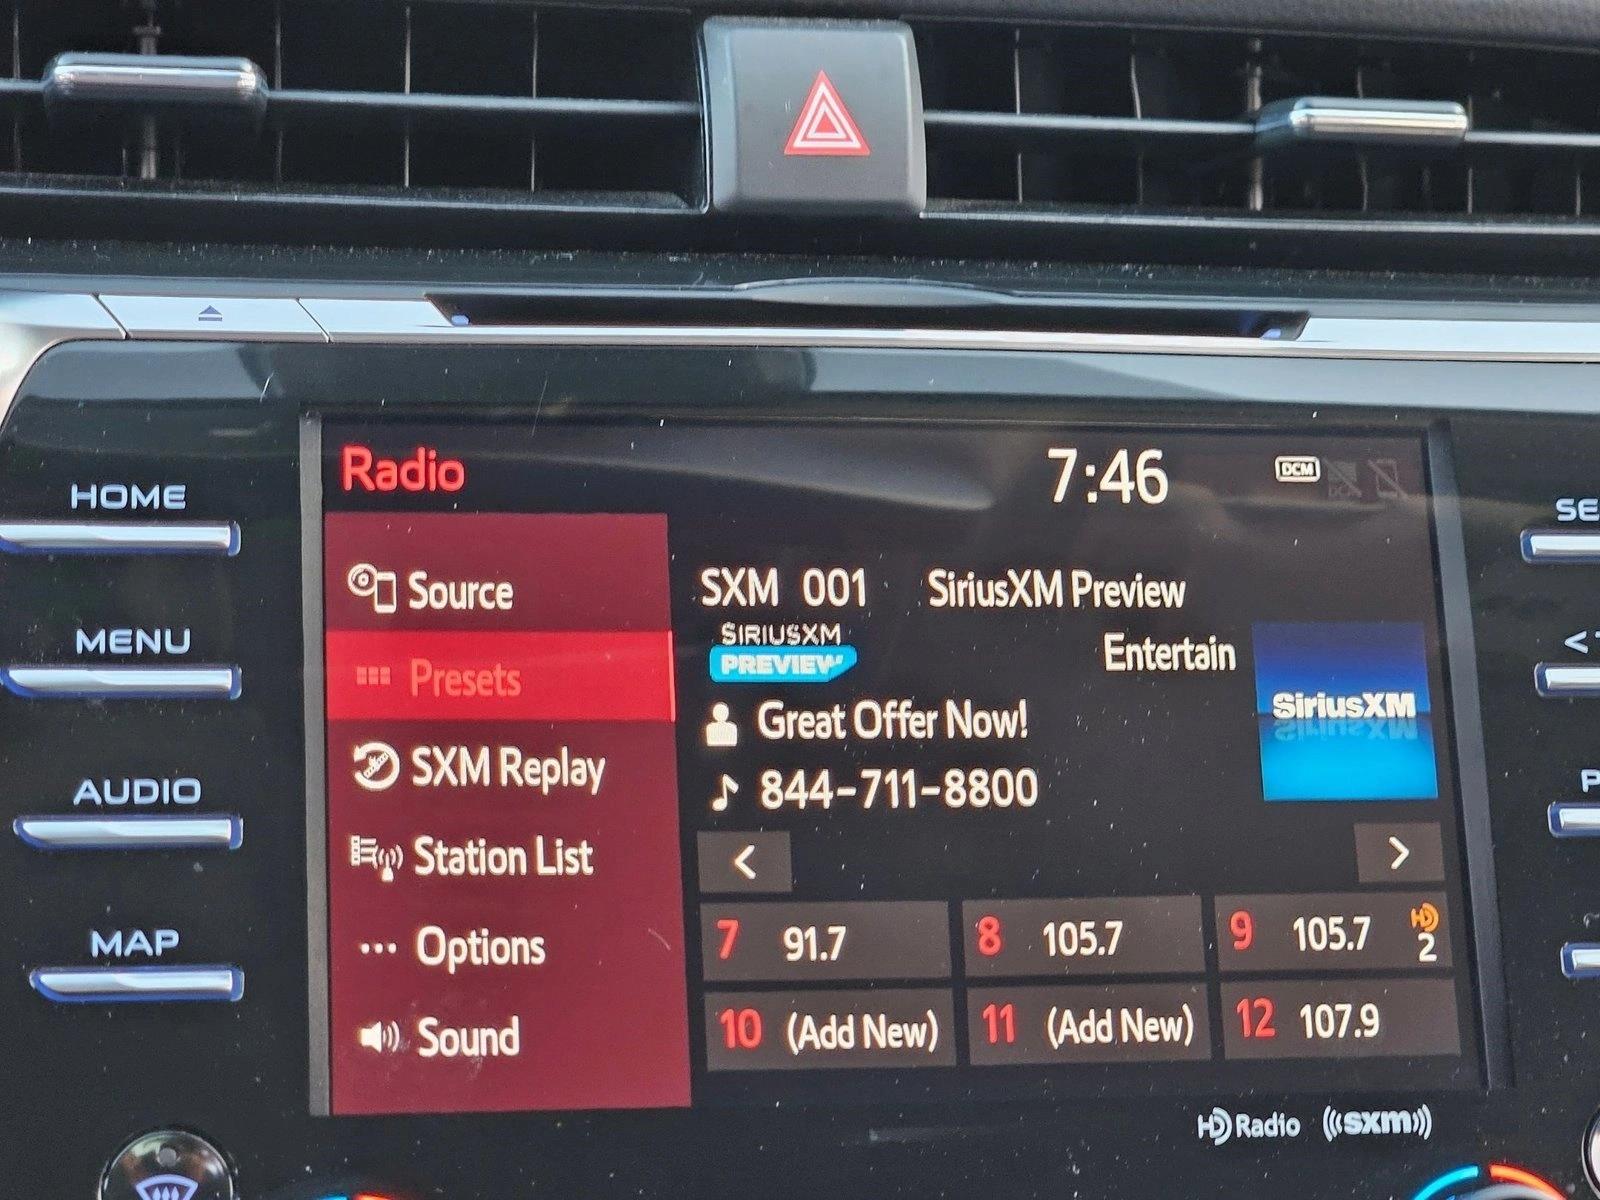 HOME
MENU
AUDIO
MAP
Radio
7:46
DCM
Source
Presets
SXM Replay
Station List
Options
Sound
SXM 001 SiriusXM Preview
SIRIUSXM
PREVIEW
Entertain
SiriusXM
Great Offer Now!
844-711-8800
<
>
7 91.7
8 105.7
9 105.7 HD 2
10 (Add New)
11 (Add New)
12 107.9
HD Radio
((sxm))
SE
<
P